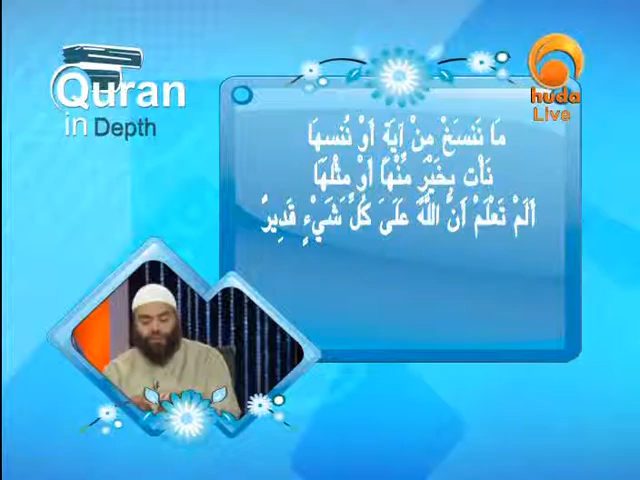 Quran
in Depth
huda
Live
مَا نَنسَخْ مِنْ آيَةٍ أَوْ نُنسِهَا
نَأْتِ بِخَيْرٍ مِّنْهَا أَوْ مِثْلِهَا
أَلَمْ تَعْلَمْ أَنَّ اللَّهَ عَلَىَ كُلِّ شَيْءٍ قَدِيرٌ